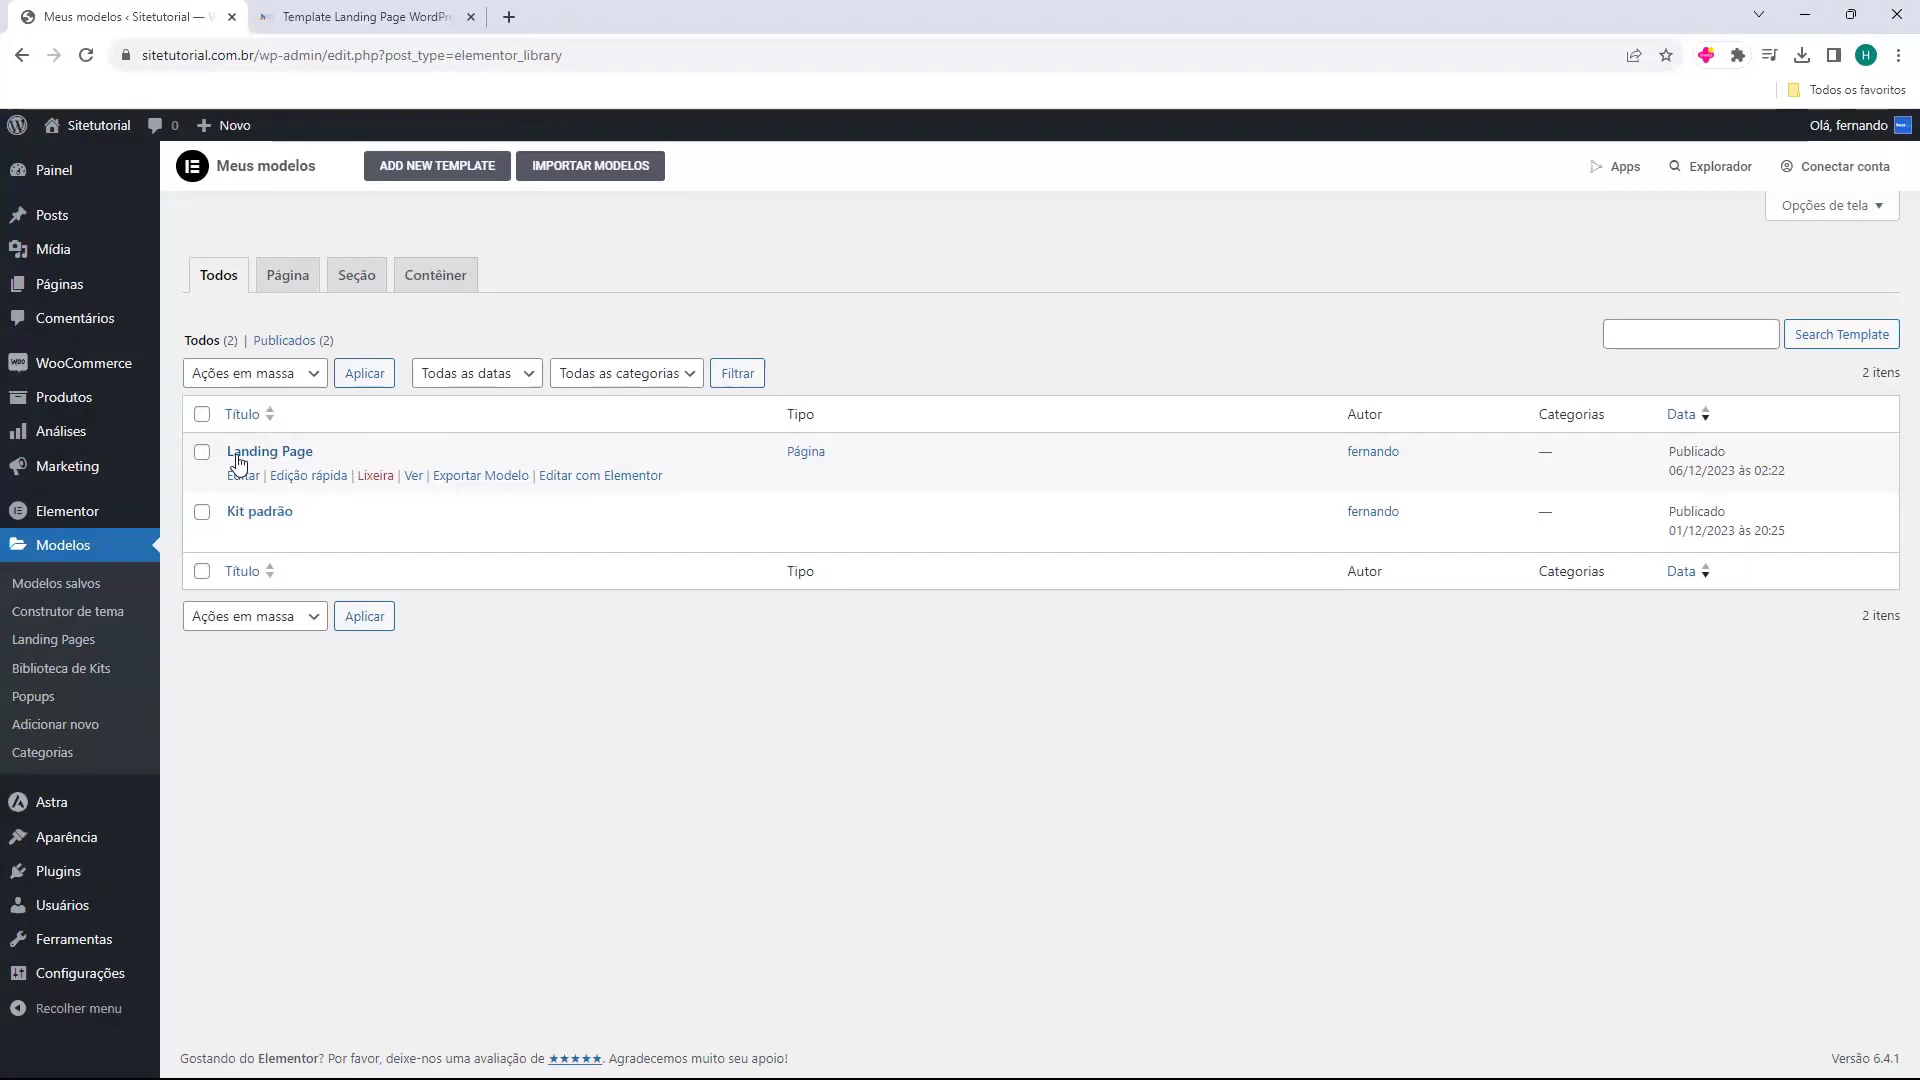 Meus modelos ‹ Sitetutorial — W
Template Landing Page WordPre
sitetutorial.com.br/wp-admin/edit.php?post_type=elementor_library
H
Todos os favoritos
Sitetutorial 0 Novo
Olá, fernando
Painel
Posts
Mídia
Páginas
Comentários
WooCommerce
Produtos
Análises
Marketing
Elementor
Modelos
Modelos salvos
Construtor de tema
Landing Pages
Biblioteca de Kits
Popups
Adicionar novo
Categorias
Astra
Aparência
Plugins
Usuários
Ferramentas
Configurações
Recolher menu
Meus modelos ADD NEW TEMPLATE IMPORTAR MODELOS
Apps Explorador Conectar conta
Opções de tela
Todos Página Seção Contêiner
Todos (2) | Publicados (2)
Search Template
Ações em massa Aplicar Todas as datas Todas as categorias Filtrar 2 itens
Título Tipo Autor Categorias Data
Landing Page Página fernando — Publicado
06/12/2023 às 02:22
Editar | Edição rápida | Lixeira | Ver | Exportar Modelo | Editar com Elementor
Kit padrão fernando — Publicado
01/12/2023 às 20:25
Título Tipo Autor Categorias Data
Ações em massa Aplicar 2 itens
Gostando do Elementor? Por favor, deixe-nos uma avaliação de ★★★★★. Agradecemos muito seu apoio! Versão 6.4.1